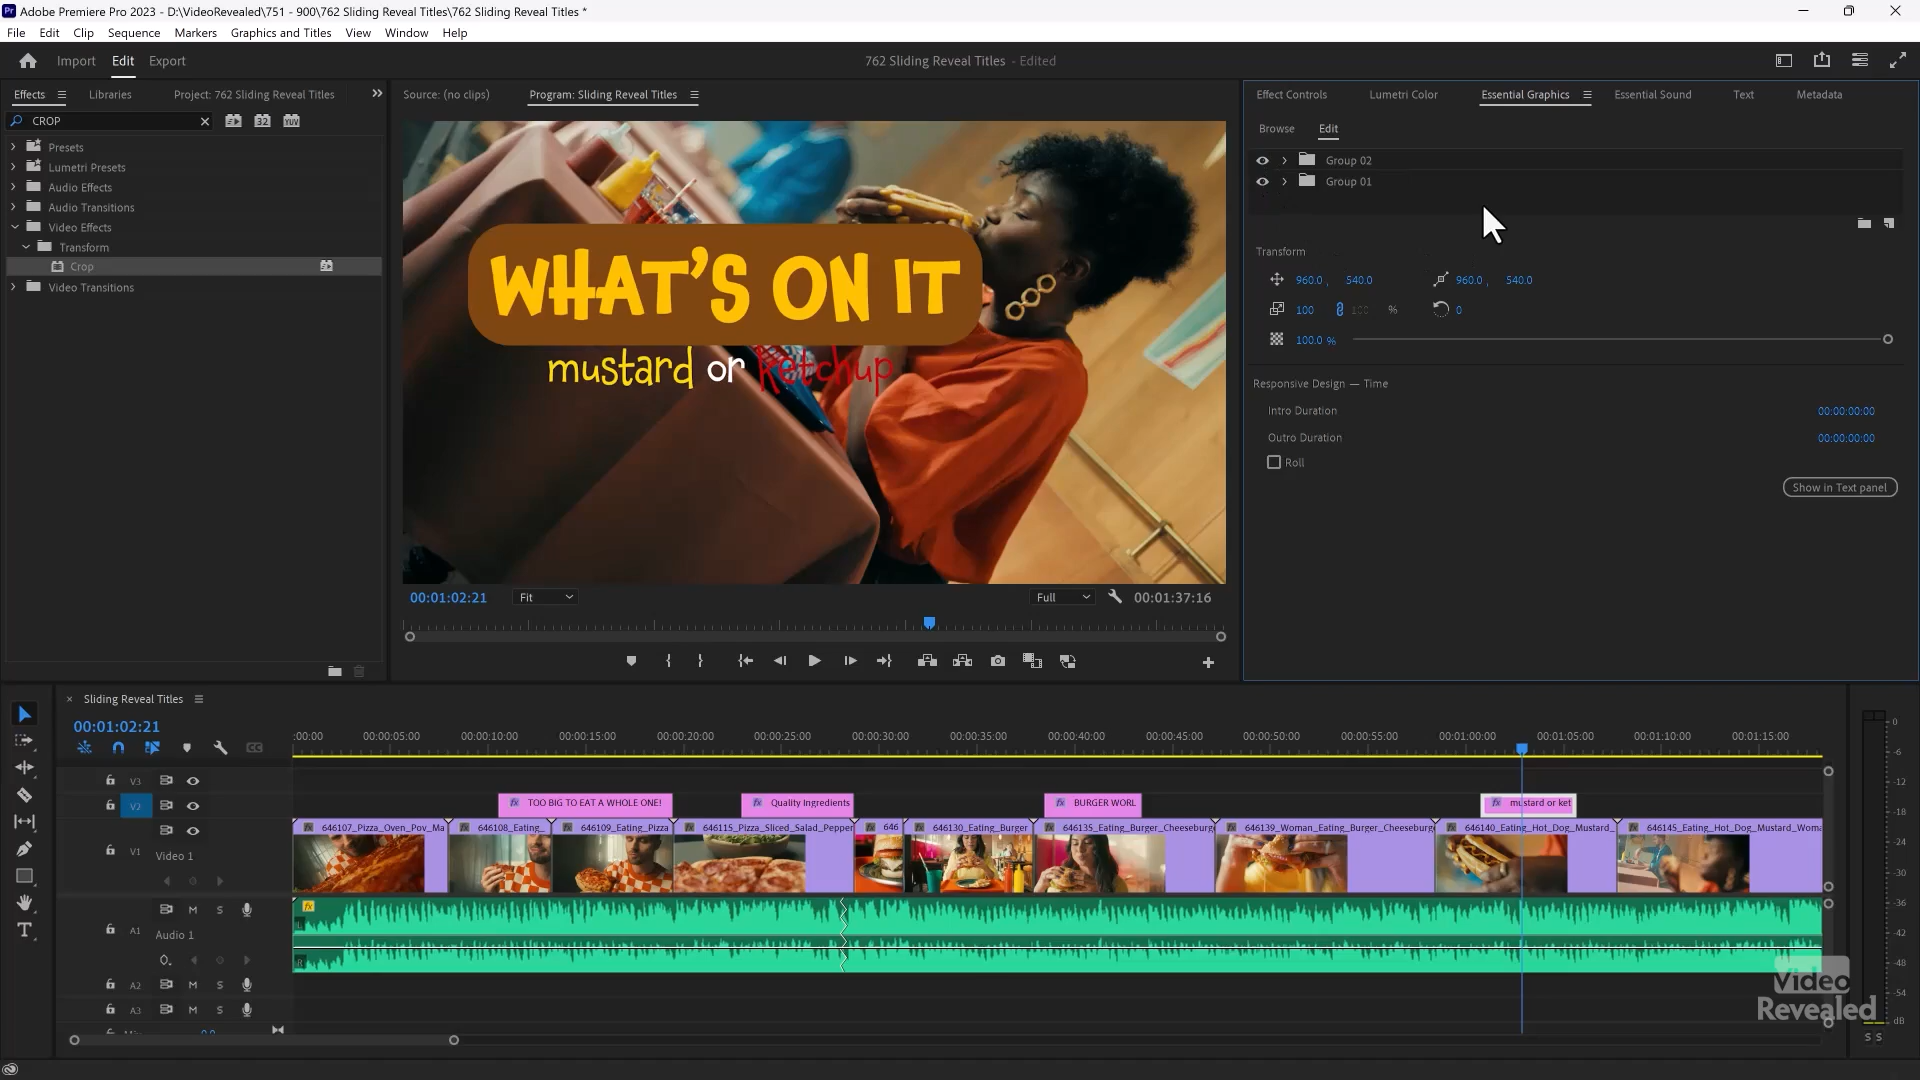 Adobe Premiere Pro 2023 - D:\VideoRevealed\751 - 900\762 Sliding Reveal Titles\762 Sliding Reveal Titles *
File Edit Clip Sequence Markers Graphics and Titles View Window Help
Import Edit Export
762 Sliding Reveal Titles - Edited
Effects Libraries Project: 762 Sliding Reveal Titles
CROP
32 YUV
Presets
Lumetri Presets
Audio Effects
Audio Transitions
Video Effects
Transform
Crop
Video Transitions
Source: (no clips) Program: Sliding Reveal Titles
WHAT'S ON IT
mustard or ketchup
00:01:02:21 Fit Full 00:01:37:16
Effect Controls Lumetri Color Essential Graphics Essential Sound Text Metadata
Browse Edit
Group 02
Group 01
Transform
960.0 , 540.0 960.0 , 540.0
100 100 % 0
100.0 %
Responsive Design — Time
Intro Duration 00:00:00:00
Outro Duration 00:00:00:00
Roll
Show in Text panel
× Sliding Reveal Titles
00:01:02:21
:00:00 00:00:05:00 00:00:10:00 00:00:15:00 00:00:20:00 00:00:25:00 00:00:30:00 00:00:35:00 00:00:40:00 00:00:45:00 00:00:50:00 00:00:55:00 00:01:00:00 00:01:05:00 00:01:10:00 00:01:15:00
V3
V2
fx TOO BIG TO EAT A WHOLE ONE! fx Quality Ingredients fx BURGER WORL fx mustard or ket
646107_Pizza_Oven_Pov_Ma 646108_Eating_ 646109_Eating_Pizza 646115_Pizza_Sliced_Salad_Pepper 646 646130_Eating_Burger 646135_Eating_Burger_Cheeseburg 646139_Woman_Eating_Burger_Cheeseburg 646140_Eating_Hot_Dog_Mustard_ 646145_Eating_Hot_Dog_Mustard_Woma
V1 Video 1
fx
M S
A1 Audio 1
L
R
A2 M S
A3 M S
0.0
0
-6
-12
-18
-24
-30
-36
-42
-48
-54
dB
S S
Video
Revealed